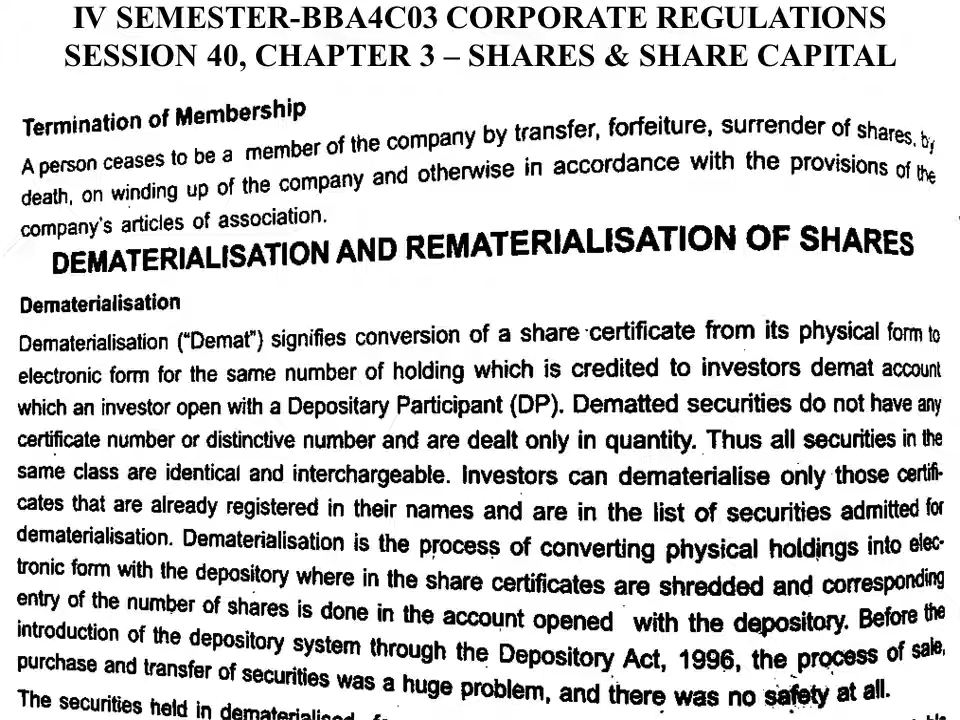 IV SEMESTER-BBA4C03 CORPORATE REGULATIONS
SESSION 40, CHAPTER 3 – SHARES & SHARE CAPITAL
Termination of Membership
A person ceases to be a member of the company by transfer, forfeiture, surrender of shares, by
death, on winding up of the company and otherwise in accordance with the provisions of the
company's articles of association.
DEMATERIALISATION AND REMATERIALISATION OF SHARES
Dematerialisation
Dematerialisation ("Demat") signifies conversion of a share certificate from its physical form to
electronic form for the same number of holding which is credited to investors demat account
which an investor open with a Depositary Participant (DP). Dematted securities do not have any
certificate number or distinctive number and are dealt only in quantity. Thus all securities in the
same class are identical and interchangeable. Investors can dematerialise only those certifi-
cates that are already registered in their names and are in the list of securities admitted for
dematerialisation. Dematerialisation is the process of converting physical holdings into elec-
tronic form with the depository where in the share certificates are shredded and corresponding
entry of the number of shares is done in the account opened with the depository. Before the
introduction of the depository system through the Depository Act, 1996, the process of sale,
purchase and transfer of securities was a huge problem, and there was no safety at all.
The securities held in dematerialised